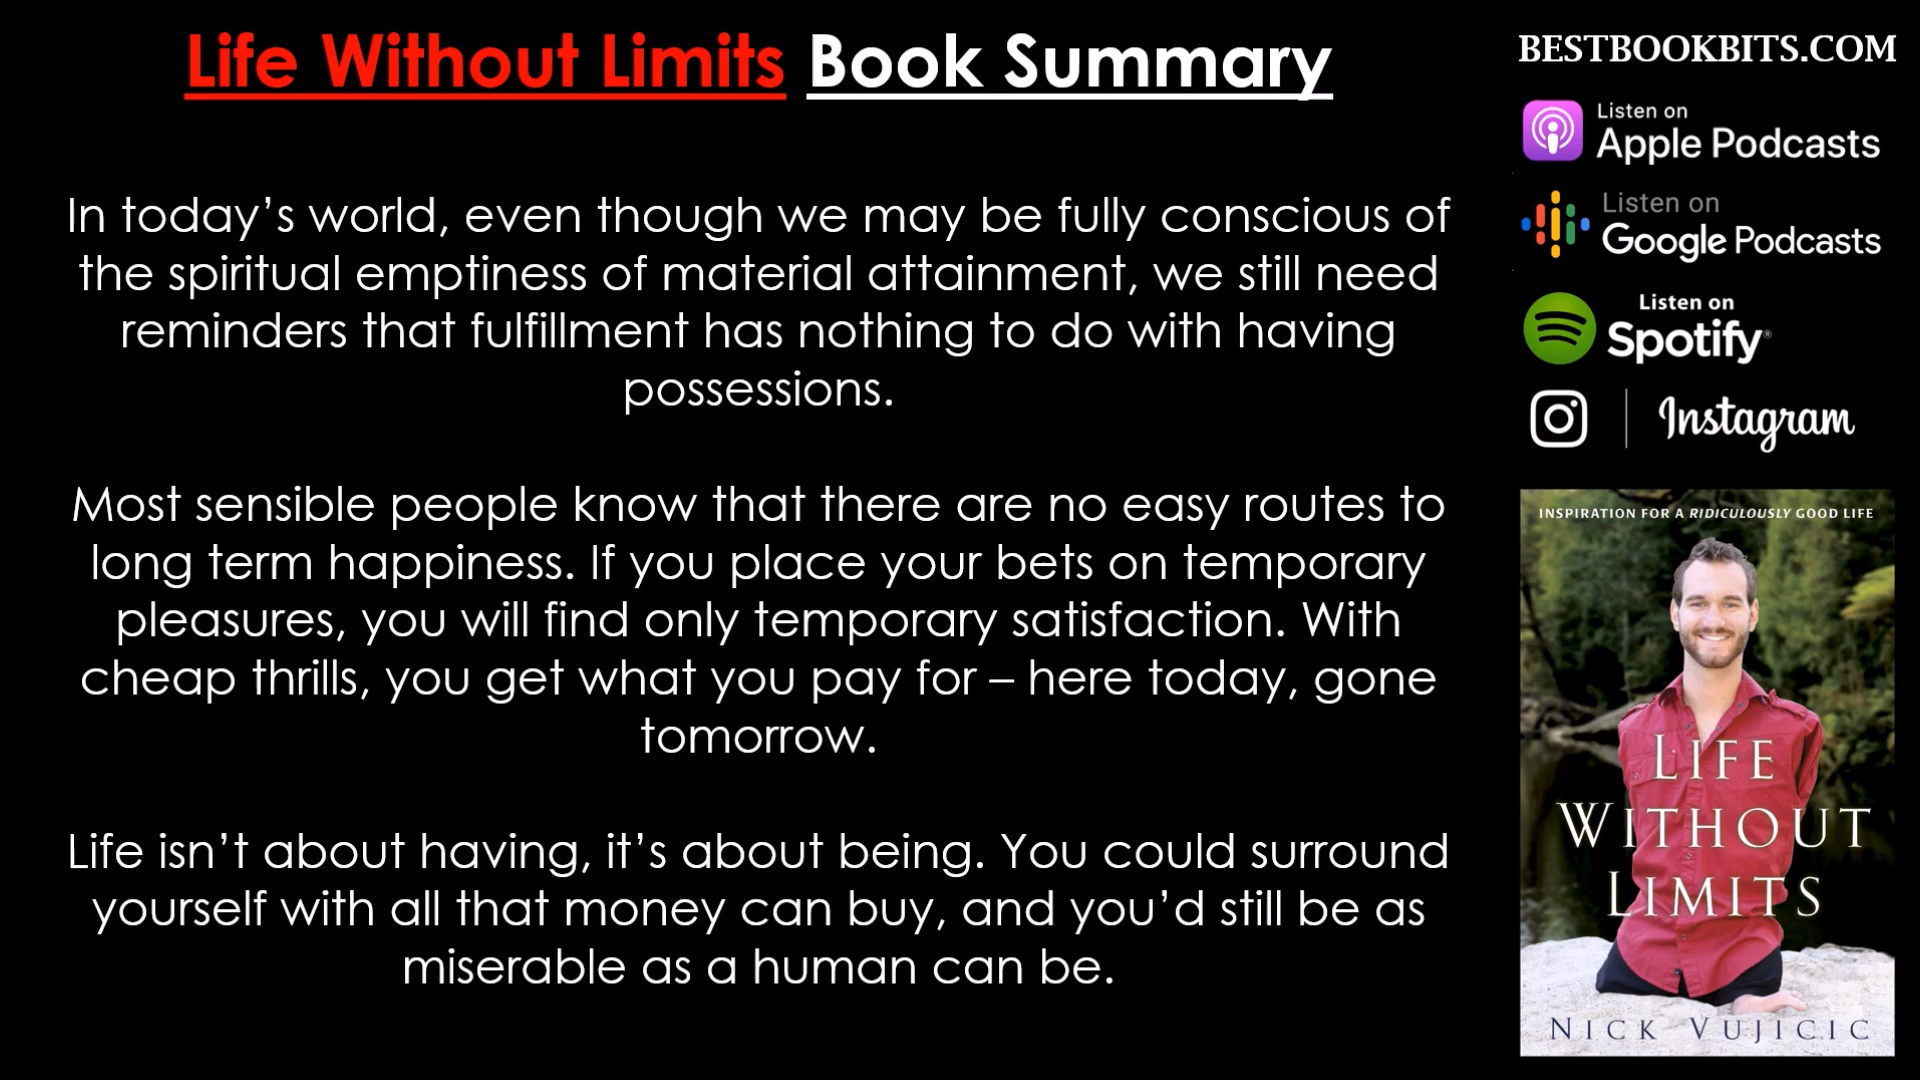 Life Without Limits Book Summary
In today’s world, even though we may be fully conscious of
the spiritual emptiness of material attainment, we still need
reminders that fulfillment has nothing to do with having
possessions.
Most sensible people know that there are no easy routes to
long term happiness. If you place your bets on temporary
pleasures, you will find only temporary satisfaction. With
cheap thrills, you get what you pay for – here today, gone
tomorrow.
Life isn’t about having, it’s about being. You could surround
yourself with all that money can buy, and you’d still be as
miserable as a human can be.
BESTBOOKBITS.COM
Listen on
Apple Podcasts
Listen on
Google Podcasts
Listen on
Spotify®
Instagram
INSPIRATION FOR A RIDICULOUSLY GOOD LIFE
LIFE
WITHOUT
LIMITS
NICK VUJICIC